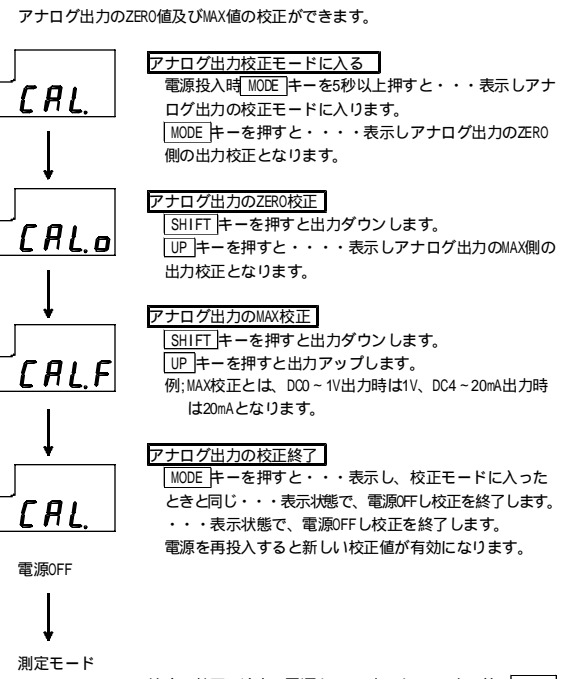 アナログ出力のZERO値及びMAX値の校正ができます。
CAL.
アナログ出力校正モードに入る
電源投入時 MODE キーを5秒以上押すと・・・表示しアナ
ログ出力の校正モードに入ります。
MODE キーを押すと・・・・表示しアナログ出力のZERO
側の出力校正となります。
CAL.o
アナログ出力のZERO校正
SHIFT キーを押すと出力ダウンします。
UP キーを押すと・・・・表示しアナログ出力のMAX側の
出力校正となります。
CAL.F
アナログ出力のMAX校正
SHIFT キーを押すと出力ダウンします。
UP キーを押すと出力アップします。
例;MAX校正とは、DC0～1V出力時は1V、DC4～20mA出力時
は20mAとなります。
CAL.
アナログ出力の校正終了
MODE キーを押すと・・・表示し、校正モードに入った
ときと同じ・・・表示状態で、電源OFFし校正を終了します。
・・・表示状態で、電源OFFし校正を終了します。
電源を再投入すると新しい校正値が有効になります。
電源OFF
測定モード